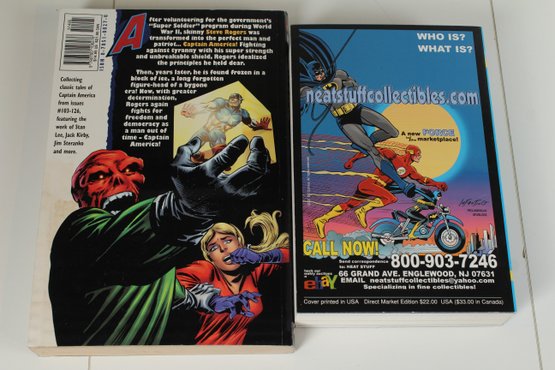 After volunteering for the government's
"Super Soldier" program during World
War II, skinny Steve Rogers was
transformed into the perfect man and
patriot... Captain America! Fighting
against tyranny with his super strength
and unbreakable shield, Rogers idealized
the principles he held dear.
Then, years later, he is found frozen in a
block of ice, a long forgotten
figure-head of a bygone
era! Now, with greater
determination,
Rogers again fights for
freedom and
democracy as
a man out of
time – Captain
America!
Collecting
classic tales of
Captain America
from issues
#103-126,
featuring the
work of Stan
Lee, Jack Kirby,
Jim Steranko
and more.
WHO IS?
WHAT IS?
neatstuffcollectibles.com
A new FORCE
in the marketplace!
CALL NOW!
800-903-7246
Send correspondence
to: NEAT STUFF
66 GRAND AVE. ENGLEWOOD, NJ 07631
ebay
EMAIL neatstuffcollectibles@yahoo.com
Specializing in fine collectibles!
Cover printed in USA Direct Market Edition $22.00 USA ($33.00 in Canada)